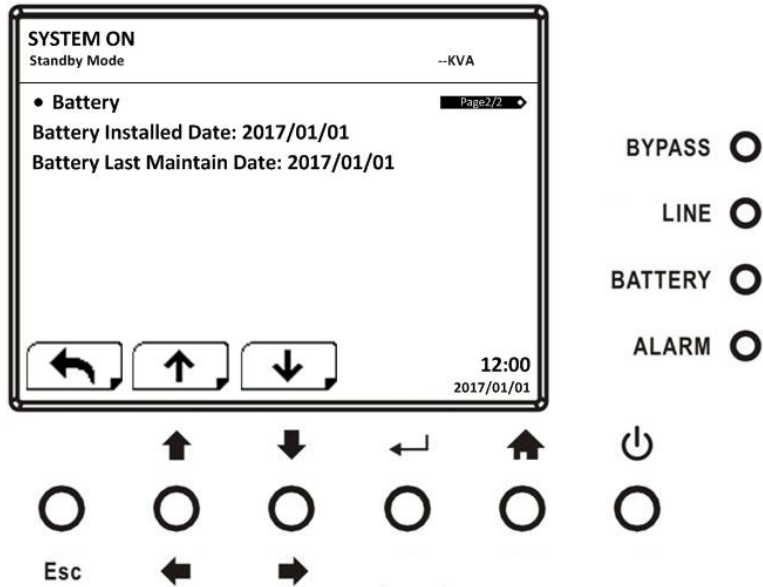 SYSTEM ON
Standby Mode
--KVA
• Battery
Page2/2
Battery Installed Date: 2017/01/01
Battery Last Maintain Date: 2017/01/01
12:00
2017/01/01
BYPASS
LINE
BATTERY
ALARM
Esc